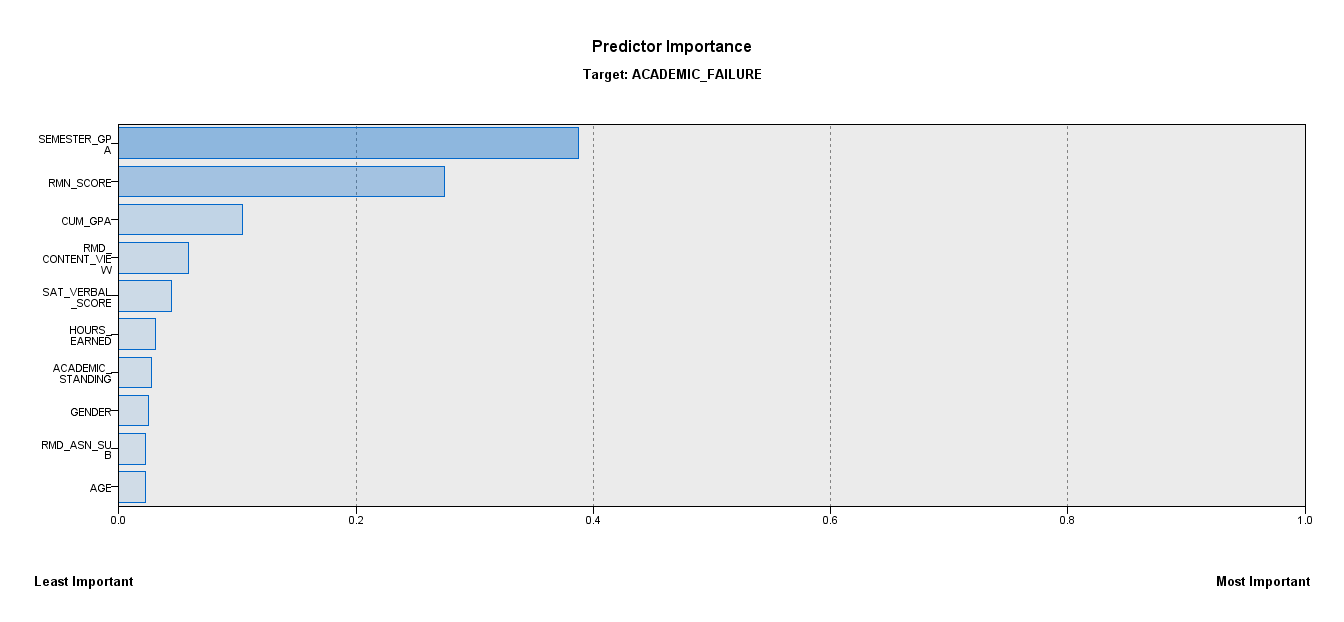 Predictor Importance
Target: ACADEMIC_FAILURE
SEMESTER_GP
A
RMN_SCORE
CUM_GPA
RMD_
CONTENT_VIE
W
SAT_VERBAL
_SCORE
HOURS_
EARNED
ACADEMIC_
STANDING
GENDER
RMD_ASN_SU
B
AGE
0.0 0.2 0.4 0.6 0.8 1.0
Least Important Most Important